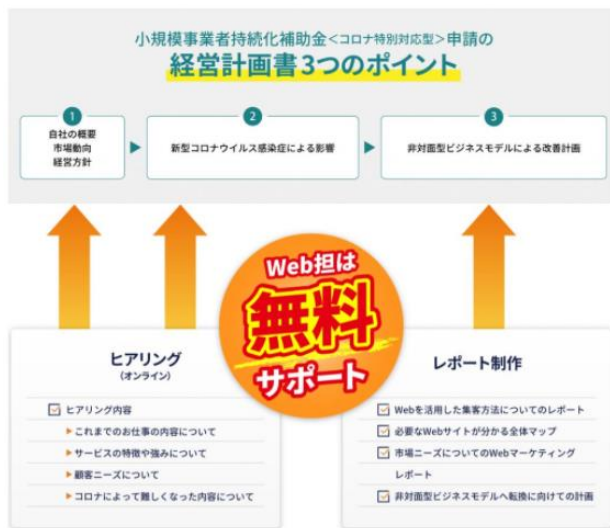 小規模事業者持続化補助金<コロナ特別対応型>申請の
経営計画書3つのポイント
1
自社の概要
市場動向
経営方針
2
新型コロナウイルス感染症による影響
3
非対面型ビジネスモデルによる改善計画
Web担は
無料
サポート
ヒアリング
(オンライン)
ヒアリング内容
これまでのお仕事の内容について
サービスの特徴や強みについて
顧客ニーズについて
コロナによって難しくなった内容について
レポート制作
Webを活用した集客方法についてのレポート
必要なWebサイトが分かる全体マップ
市場ニーズについてのWebマーケティング
レポート
非対面型ビジネスモデルへ転換に向けての計画